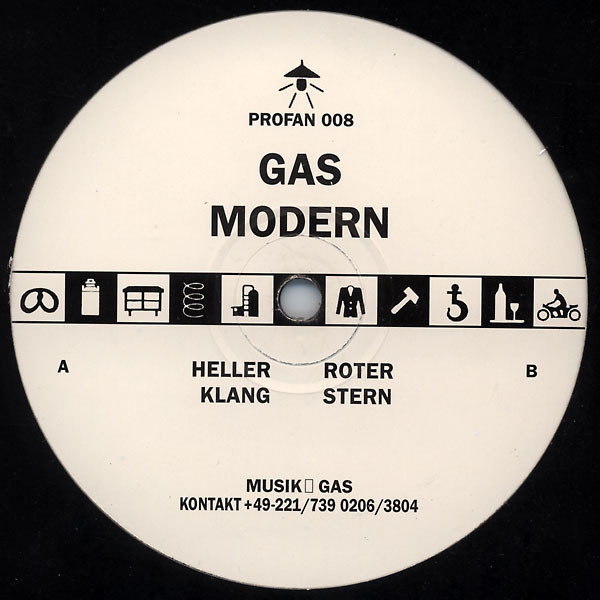 PROFAN 008
GAS
MODERN
A
HELLER
KLANG
ROTER
STERN
B
MUSIK▯ GAS
KONTAKT +49-221/739 0206/3804